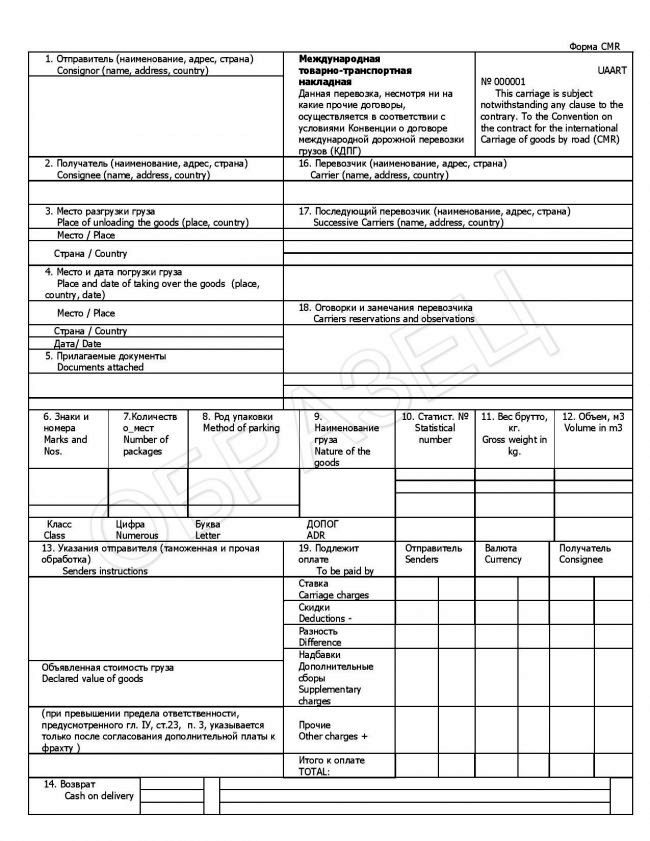 Форма CMR
1. Отправитель (наименование, адрес, страна)
Consignor (name, address, country)
Международная
товарно-транспортная
накладная
Данная перевозка, несмотря ни на
какие прочие договоры,
осуществляется в соответствии с
условиями Конвенции о договоре
международной дорожной перевозки
грузов (КДПГ)
UAART
№ 000001
This carriage is subject
notwithstanding any clause to the
contrary. To the Convention on
the contract for the international
Carriage of goods by road (CMR)
2. Получатель (наименование, адрес, страна)
Consignee (name, address, country)
16. Перевозчик (наименование, адрес, страна)
Carrier (name, address, country)
3. Место разгрузки груза
Place of unloading the goods (place, country)
Место / Place
Страна / Country
17. Последующий перевозчик (наименование, адрес, страна)
Successive Carriers (name, address, country)
4. Место и дата погрузки груза
Place and date of taking over the goods (place,
country, date)
Место / Place
Страна / Country
Дата/ Date
18. Оговорки и замечания перевозчика
Carriers reservations and observations
5. Прилагаемые документы
Documents attached
6. Знаки и
номера
Marks and
Nos.
7.Количеств
о_мест
Number of
packages
8. Род упаковки
Method of parking
9.
Наименование
груза
Nature of the
goods
10. Статист. №
Statistical
number
11. Вес брутто,
кг.
Gross weight in
kg.
12. Объем, м3
Volume in m3
Класс
Class
Цифра
Numerous
Буква
Letter
ДОПОГ
ADR
13. Указания отправителя (таможенная и прочая
обработка)
Senders instructions
19. Подлежит
оплате
To be paid by
Отправитель
Senders
Валюта
Currency
Получатель
Consignee
Ставка
Carriage charges
Скидки
Deductions -
Разность
Difference
Надбавки
Дополнительные
сборы
Supplementary
charges
Объявленная стоимость груза
Declared value of goods
(при превышении предела ответственности,
предусмотренного гл. IУ, ст.23, п. 3, указывается
только после согласования дополнительной платы к
фрахту )
Прочие
Other charges +
Итого к оплате
TOTAL:
14. Возврат
Cash on delivery
ОБРАЗЕЦ